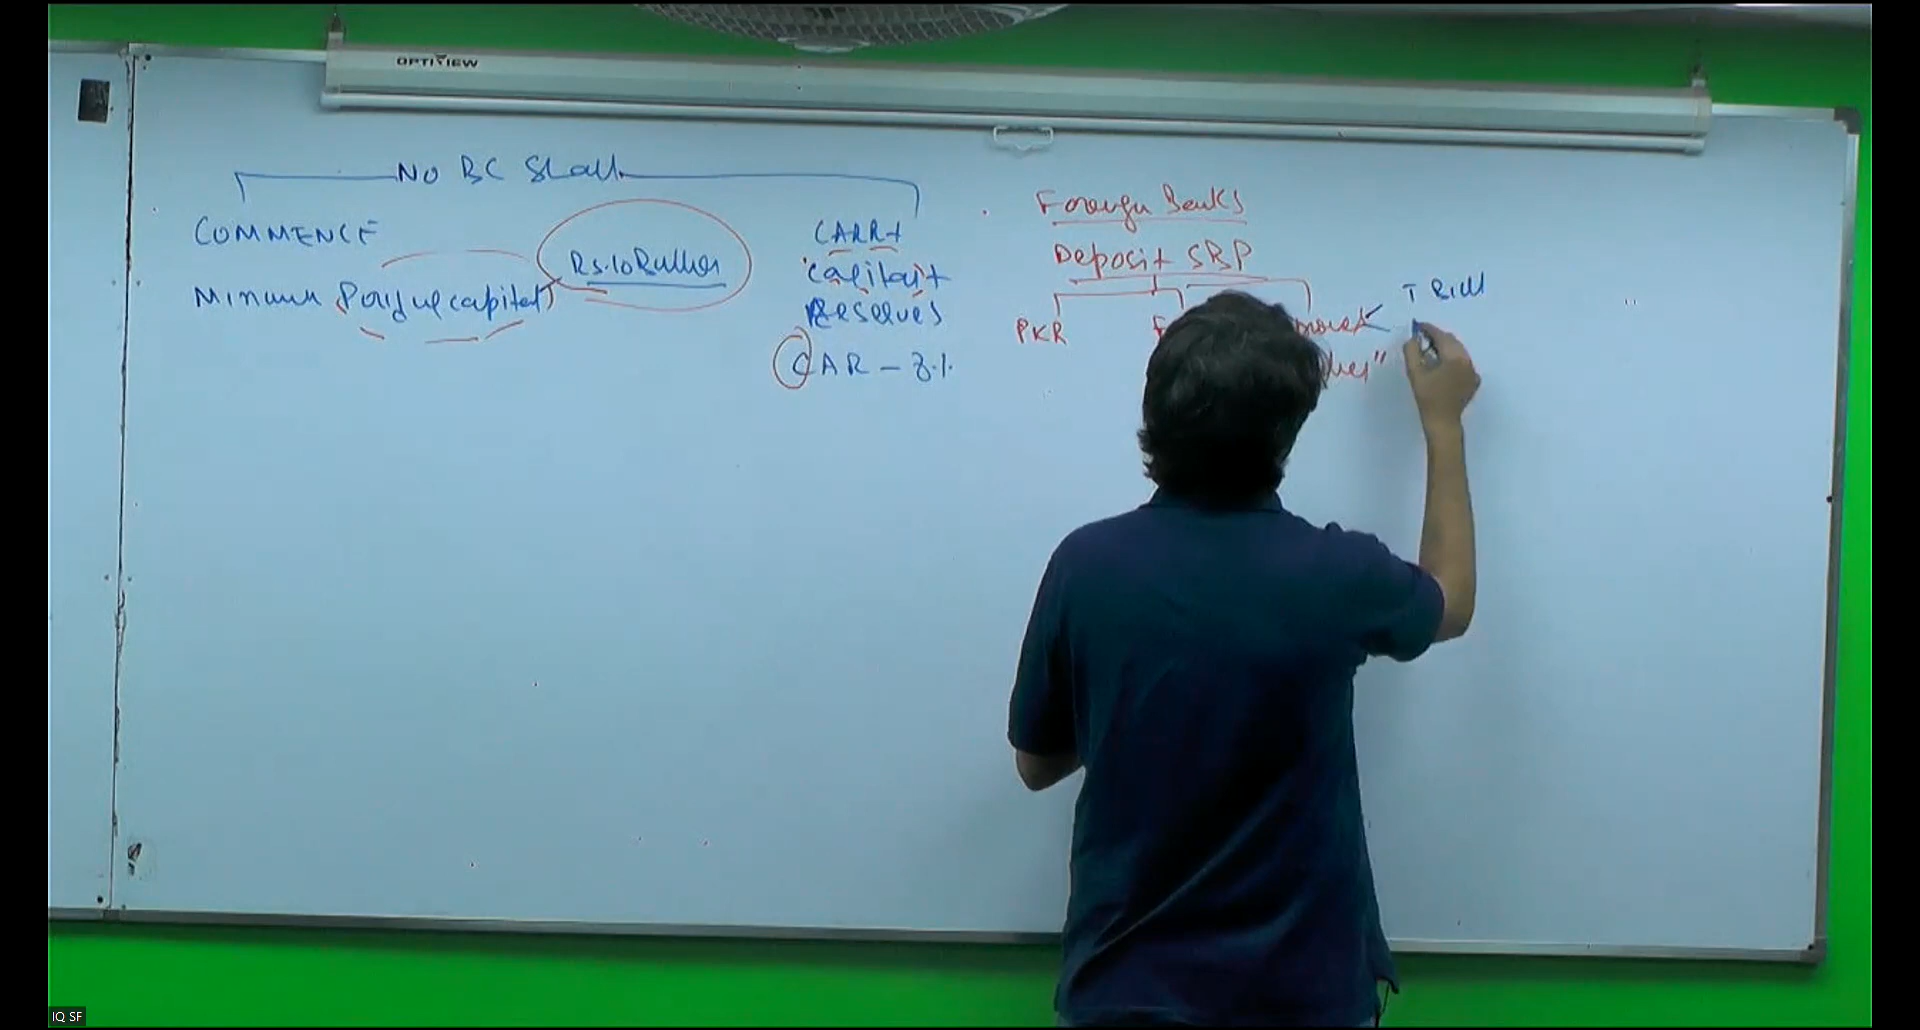 OPTIVIEW
No BC Shall
COMMENCE
Minimum Paid up capital
Rs.10 Billion
CARRY
capital +
Reserves
CAR - 8%
Foreign Banks
Deposit SBP
PKR
T Bill
IQ SF